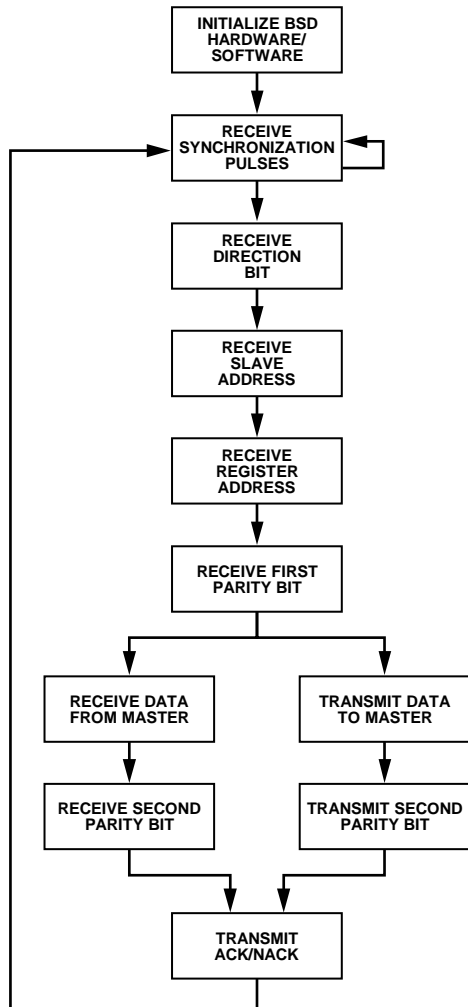 INITIALIZE BSD
HARDWARE/
SOFTWARE
RECEIVE
SYNCHRONIZATION
PULSES
RECEIVE
DIRECTION
BIT
RECEIVE
SLAVE
ADDRESS
RECEIVE
REGISTER
ADDRESS
RECEIVE FIRST
PARITY BIT
RECEIVE DATA
FROM MASTER
TRANSMIT DATA
TO MASTER
RECEIVE SECOND
PARITY BIT
TRANSMIT SECOND
PARITY BIT
TRANSMIT
ACK/NACK